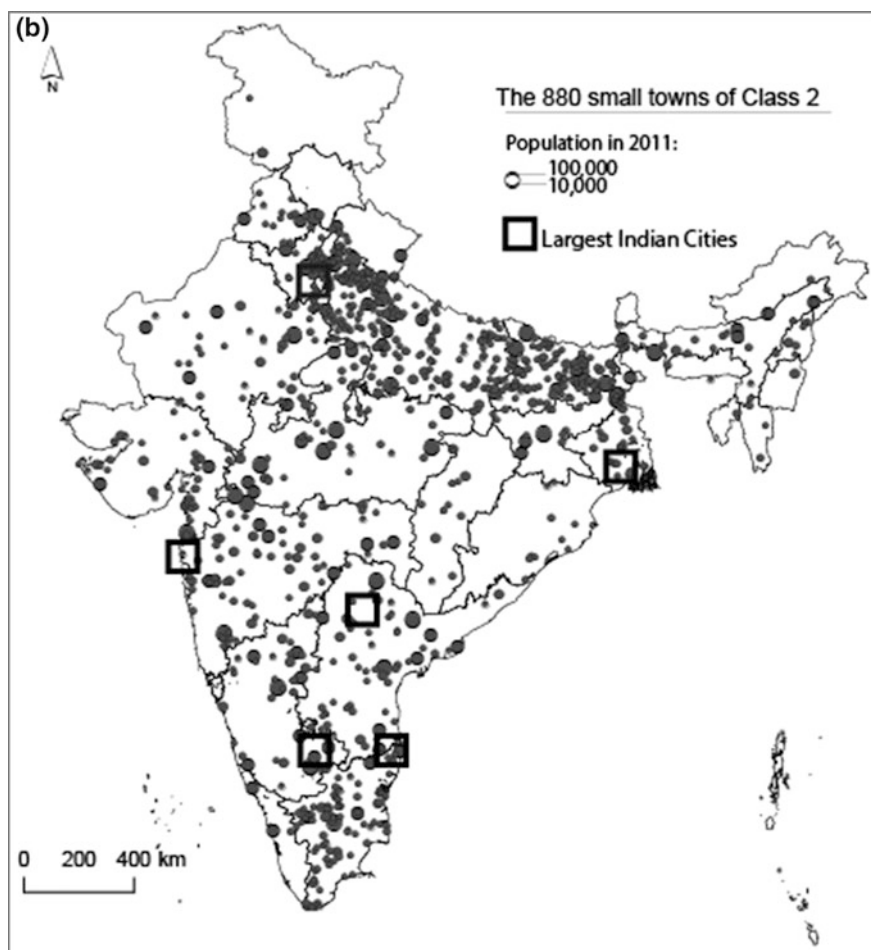 (b)
N
The 880 small towns of Class 2
Population in 2011:
100,000
10,000
Largest Indian Cities
0 200 400 km